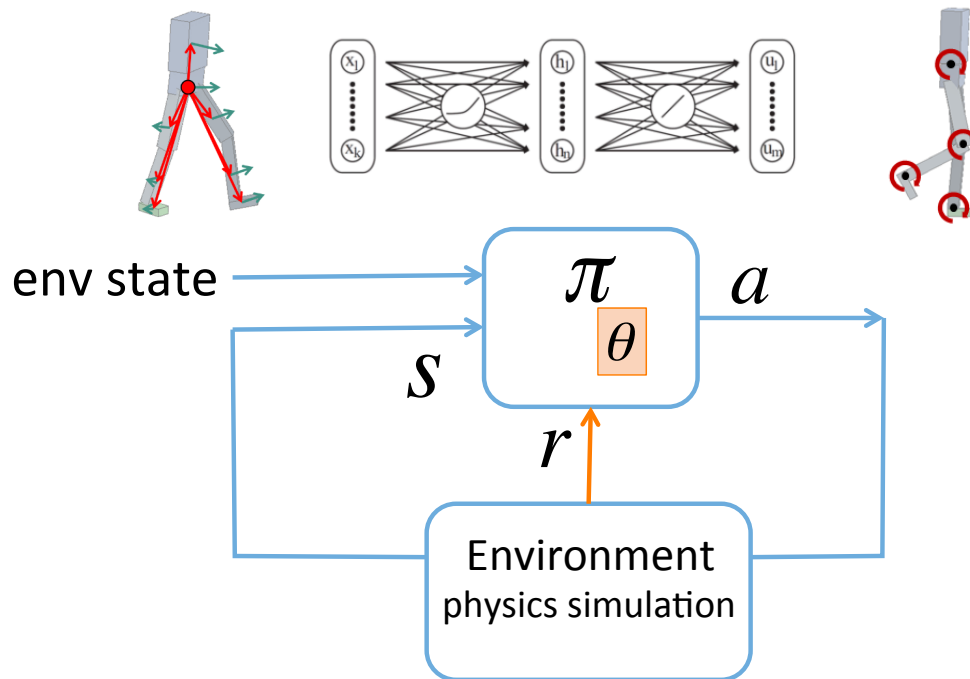 x₁ h₁ u₁
xₖ hₙ uₘ
env state
π
θ
a
s
r
Environment
physics simulation